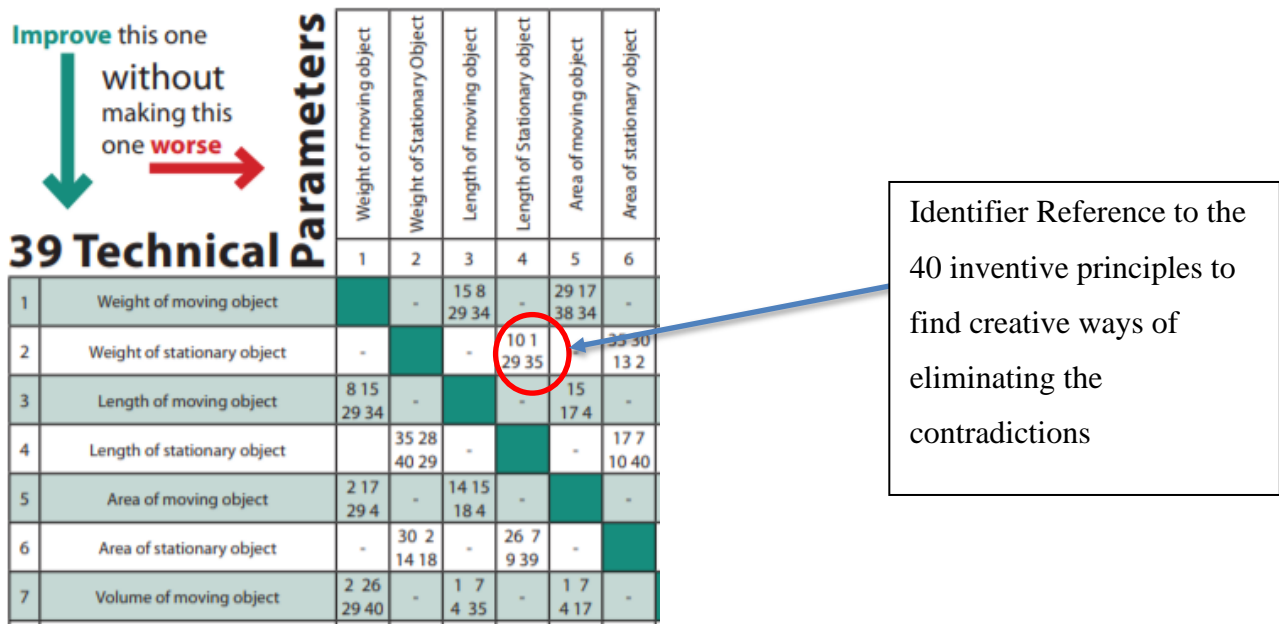 Improve this one
without
making this
one worse
39 Technical
Parameters
Weight of moving object
Weight of Stationary Object
Length of moving object
Length of Stationary object
Area of moving object
Area of stationary object
1 2 3 4 5 6
1 Weight of moving object - 15 8 - 29 17 -
29 34 38 34
2 Weight of stationary object - - 10 1 - 35 30
29 35 13 2
3 Length of moving object 8 15 - - 15 -
29 34 17 4
4 Length of stationary object 35 28 - - 17 7
40 29 10 40
5 Area of moving object 2 17 - 14 15 - -
29 4 18 4
6 Area of stationary object - 30 2 - 26 7 -
14 18 9 39
7 Volume of moving object 2 26 - 1 7 - 1 7 -
29 40 4 35 4 17
Identifier Reference to the
40 inventive principles to
find creative ways of
eliminating the
contradictions